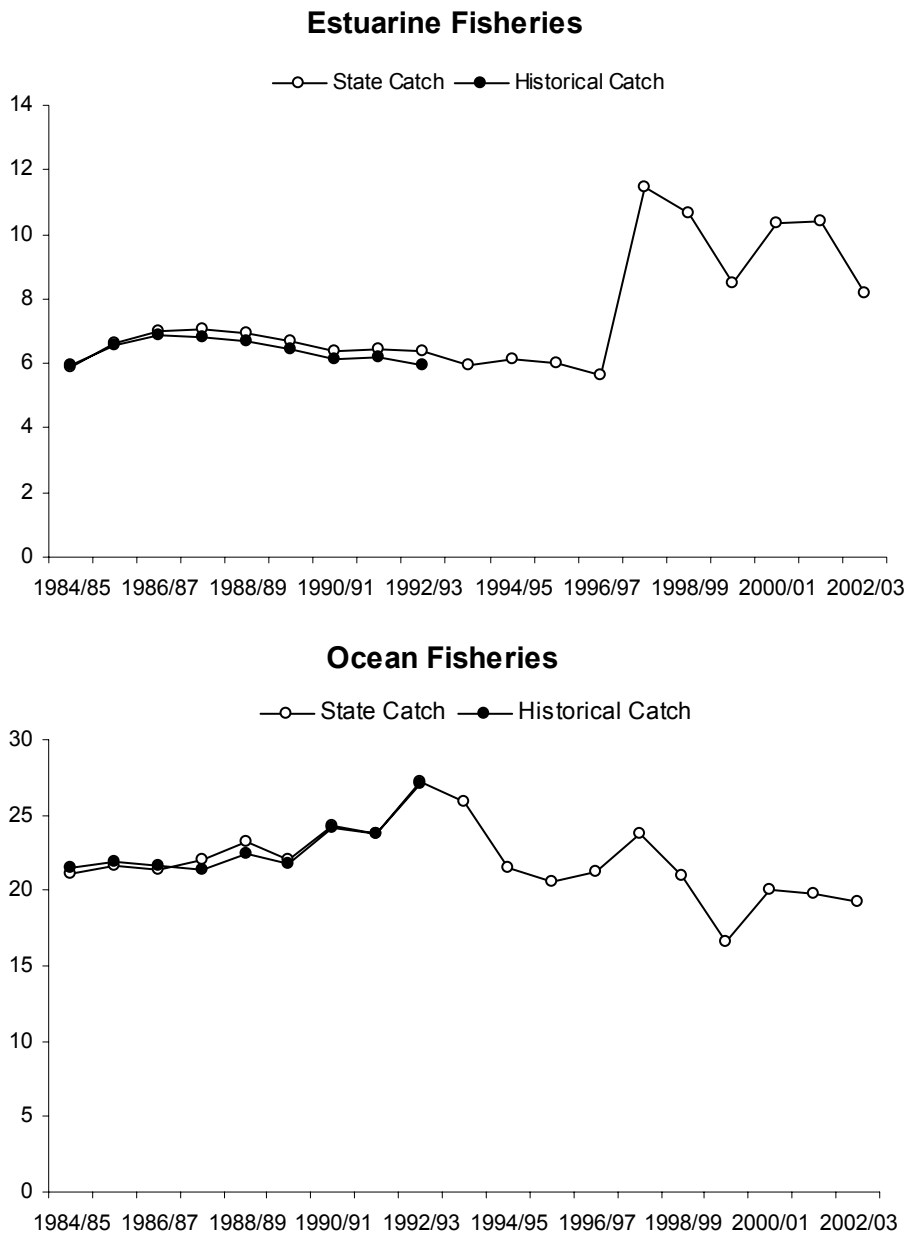 Estuarine Fisheries
State Catch Historical Catch
14
12
10
8
6
4
2
0
1984/85 1986/87 1988/89 1990/91 1992/93 1994/95 1996/97 1998/99 2000/01 2002/03
Ocean Fisheries
State Catch Historical Catch
30
25
20
15
10
5
0
1984/85 1986/87 1988/89 1990/91 1992/93 1994/95 1996/97 1998/99 2000/01 2002/03